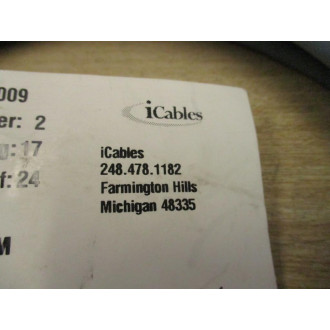 009
iCables
er: 2
g: 17
f: 24
iCables
248.478.1182
Farmington Hills
Michigan 48335
M